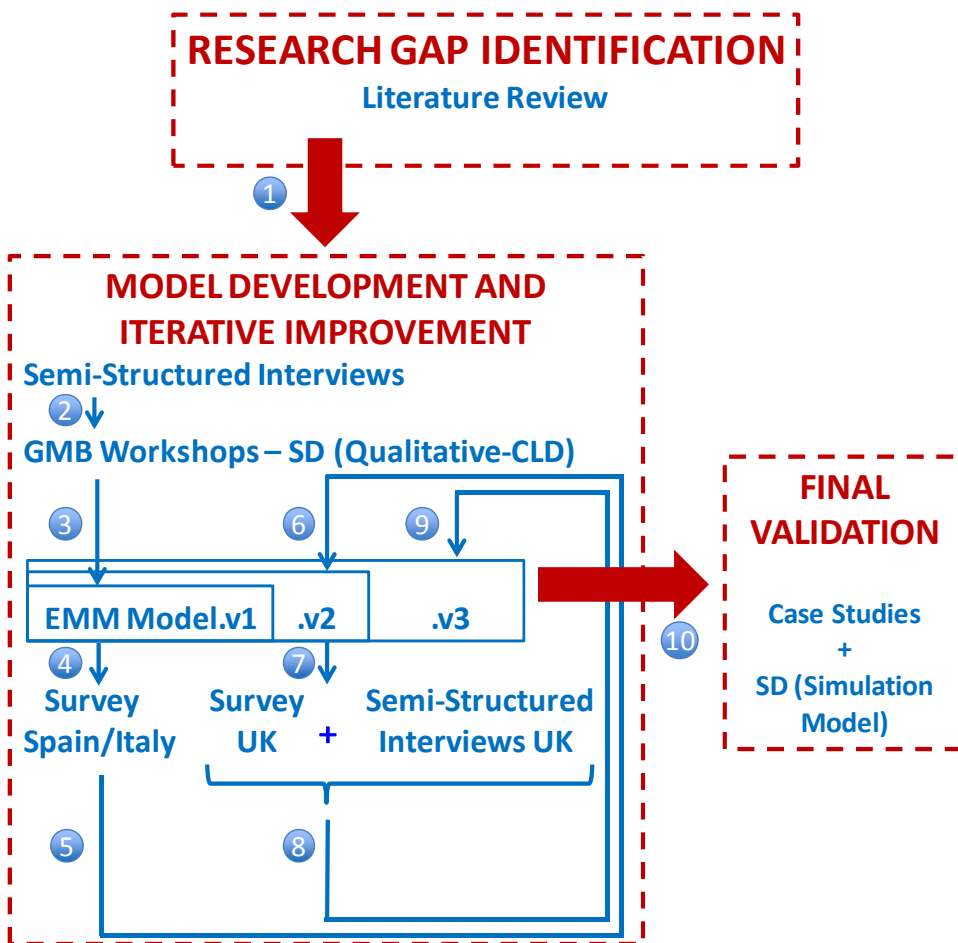 RESEARCH GAP IDENTIFICATION
Literature Review
1
MODEL DEVELOPMENT AND
ITERATIVE IMPROVEMENT
Semi-Structured Interviews
2
GMB Workshops – SD (Qualitative-CLD)
3
6
9
EMM Model.v1
.v2
.v3
4
7
Survey
Spain/Italy
Survey
UK
+
Semi-Structured
Interviews UK
5
8
10
FINAL
VALIDATION
Case Studies
+
SD (Simulation
Model)